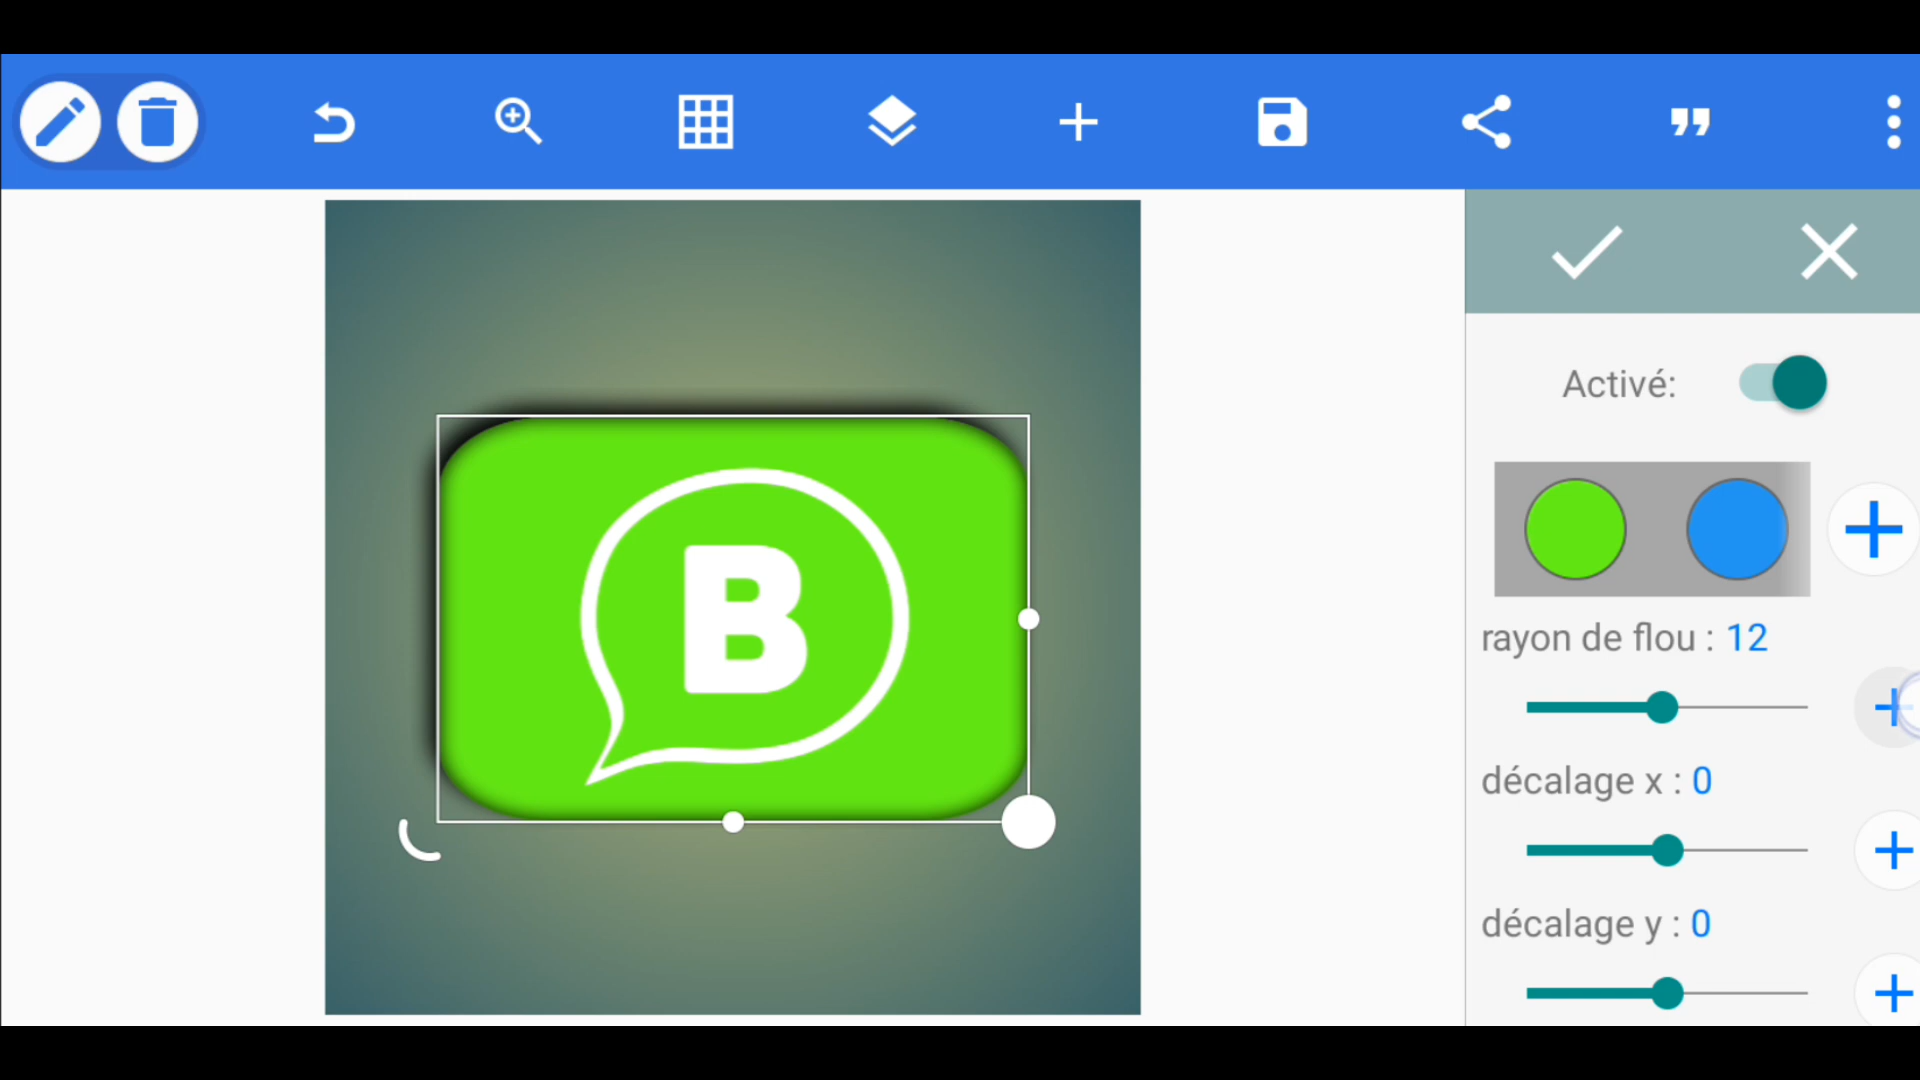 Activé:
B
rayon de flou : 12
décalage x : 0
décalage y : 0